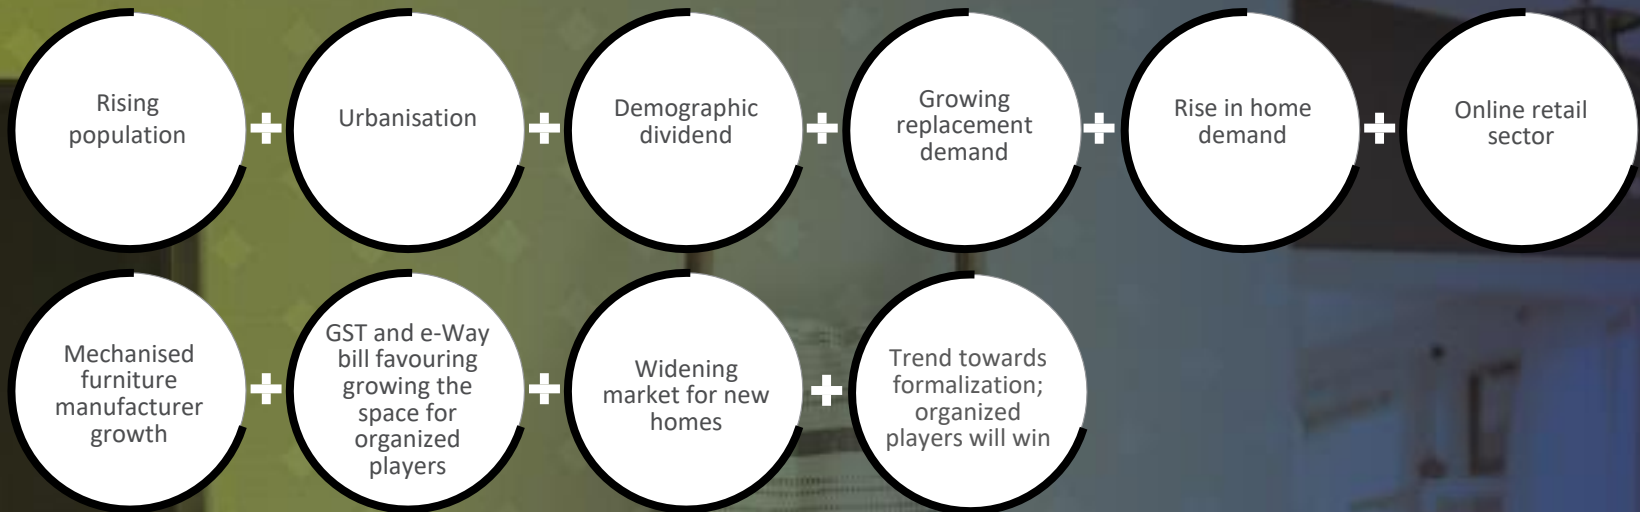 Rising
population
Urbanisation
Demographic
dividend
Growing
replacement
demand
Rise in home
demand
Online retail
sector
Mechanised
furniture
manufacturer
growth
GST and e-Way
bill favouring
growing the
space for
organized
players
Widening
market for new
homes
Trend towards
formalization;
organized
players will win